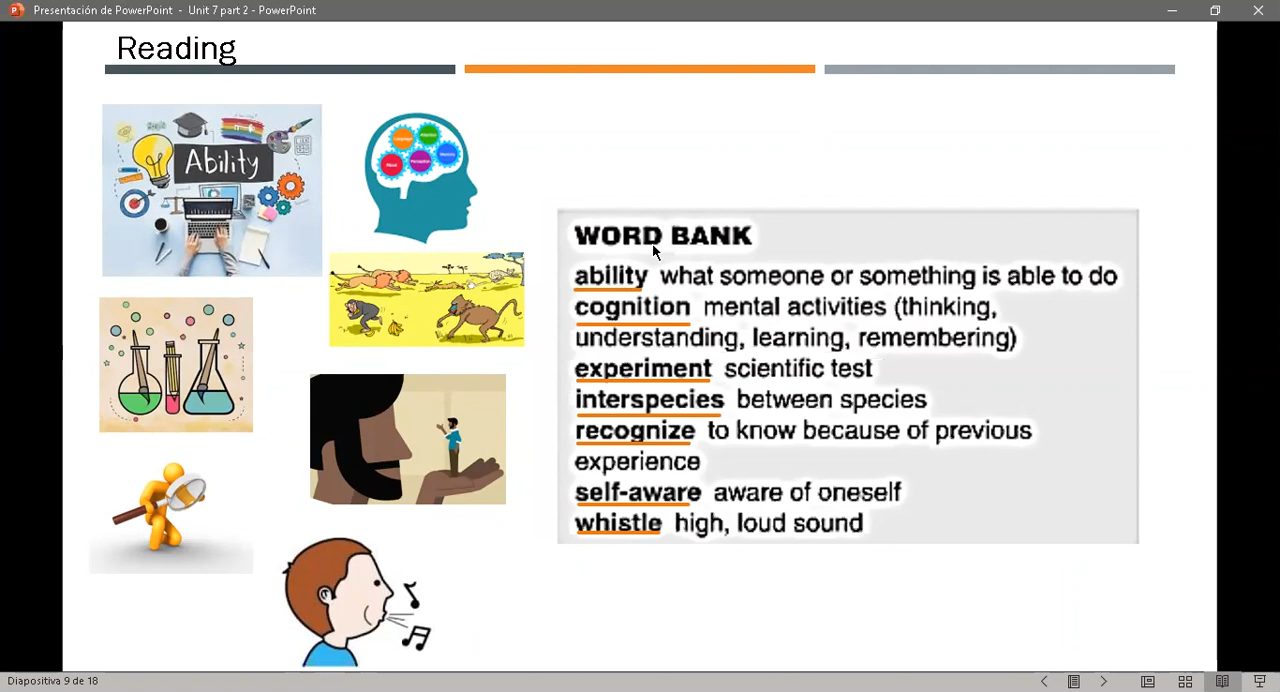 Presentación de PowerPoint - Unit 7 part 2 - PowerPoint
Reading
Ability
WORD BANK
ability what someone or something is able to do
cognition mental activities (thinking,
understanding, learning, remembering)
experiment scientific test
interspecies between species
recognize to know because of previous
experience
self-aware aware of oneself
whistle high, loud sound
Diapositiva 9 de 18